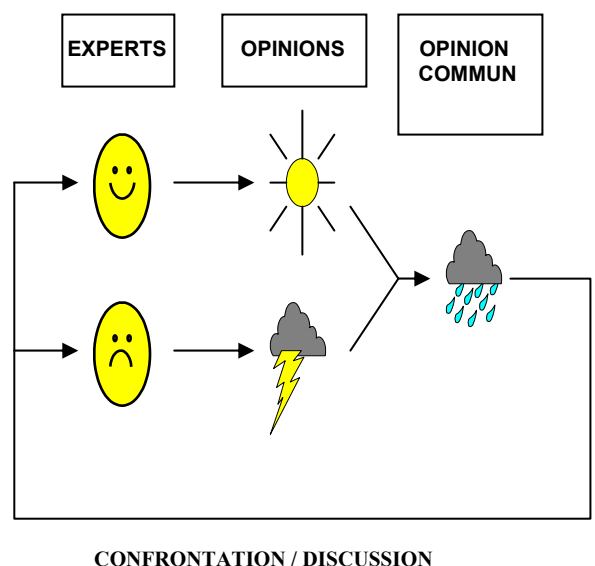 EXPERTS
OPINIONS
OPINION
COMMUN
CONFRONTATION / DISCUSSION